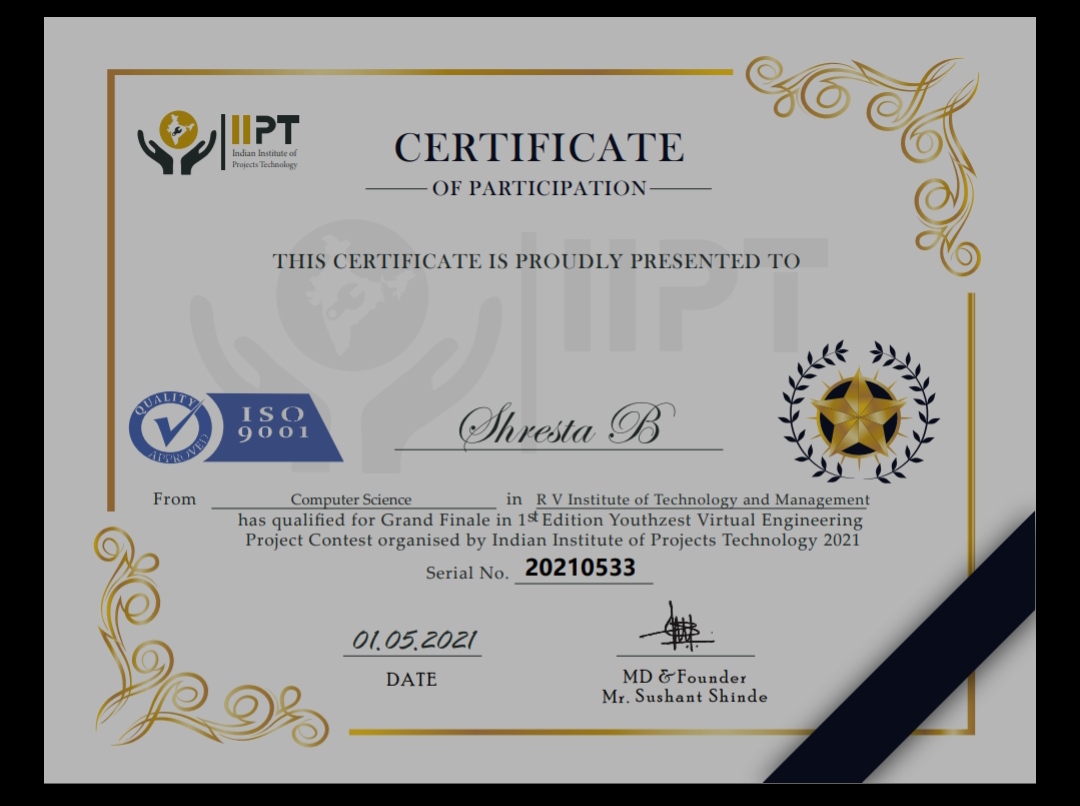 IIPT
Indian Institute of
Projects Technology
CERTIFICATE
OF PARTICIPATION
IIPT
THIS CERTIFICATE IS PROUDLY PRESENTED TO
QUALITY
APPROVED
ISO
9001
Shresta B
From Computer Science in R V Institute of Technology and Management
has qualified for Grand Finale in 1st Edition Youthzest Virtual Engineering
Project Contest organised by Indian Institute of Projects Technology 2021
Serial No. 20210533
01.05.2021
DATE
MD & Founder
Mr. Sushant Shinde